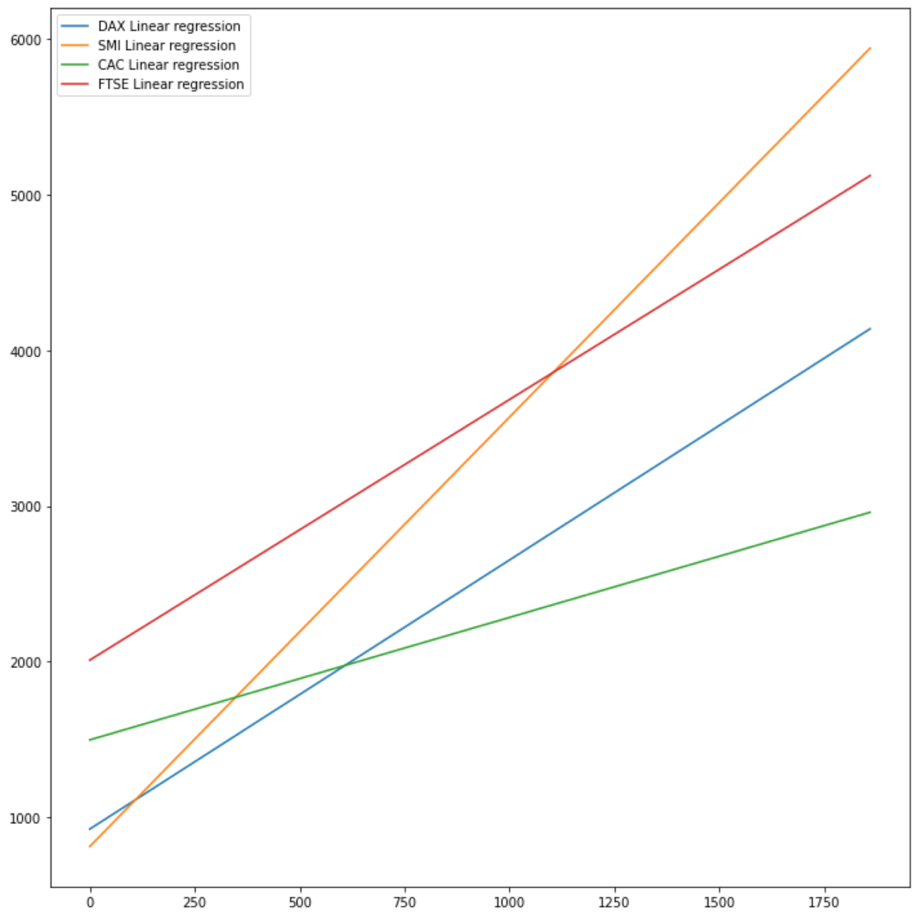 DAX Linear regression
SMI Linear regression
CAC Linear regression
FTSE Linear regression
6000
5000
4000
3000
2000
1000
0 250 500 750 1000 1250 1500 1750